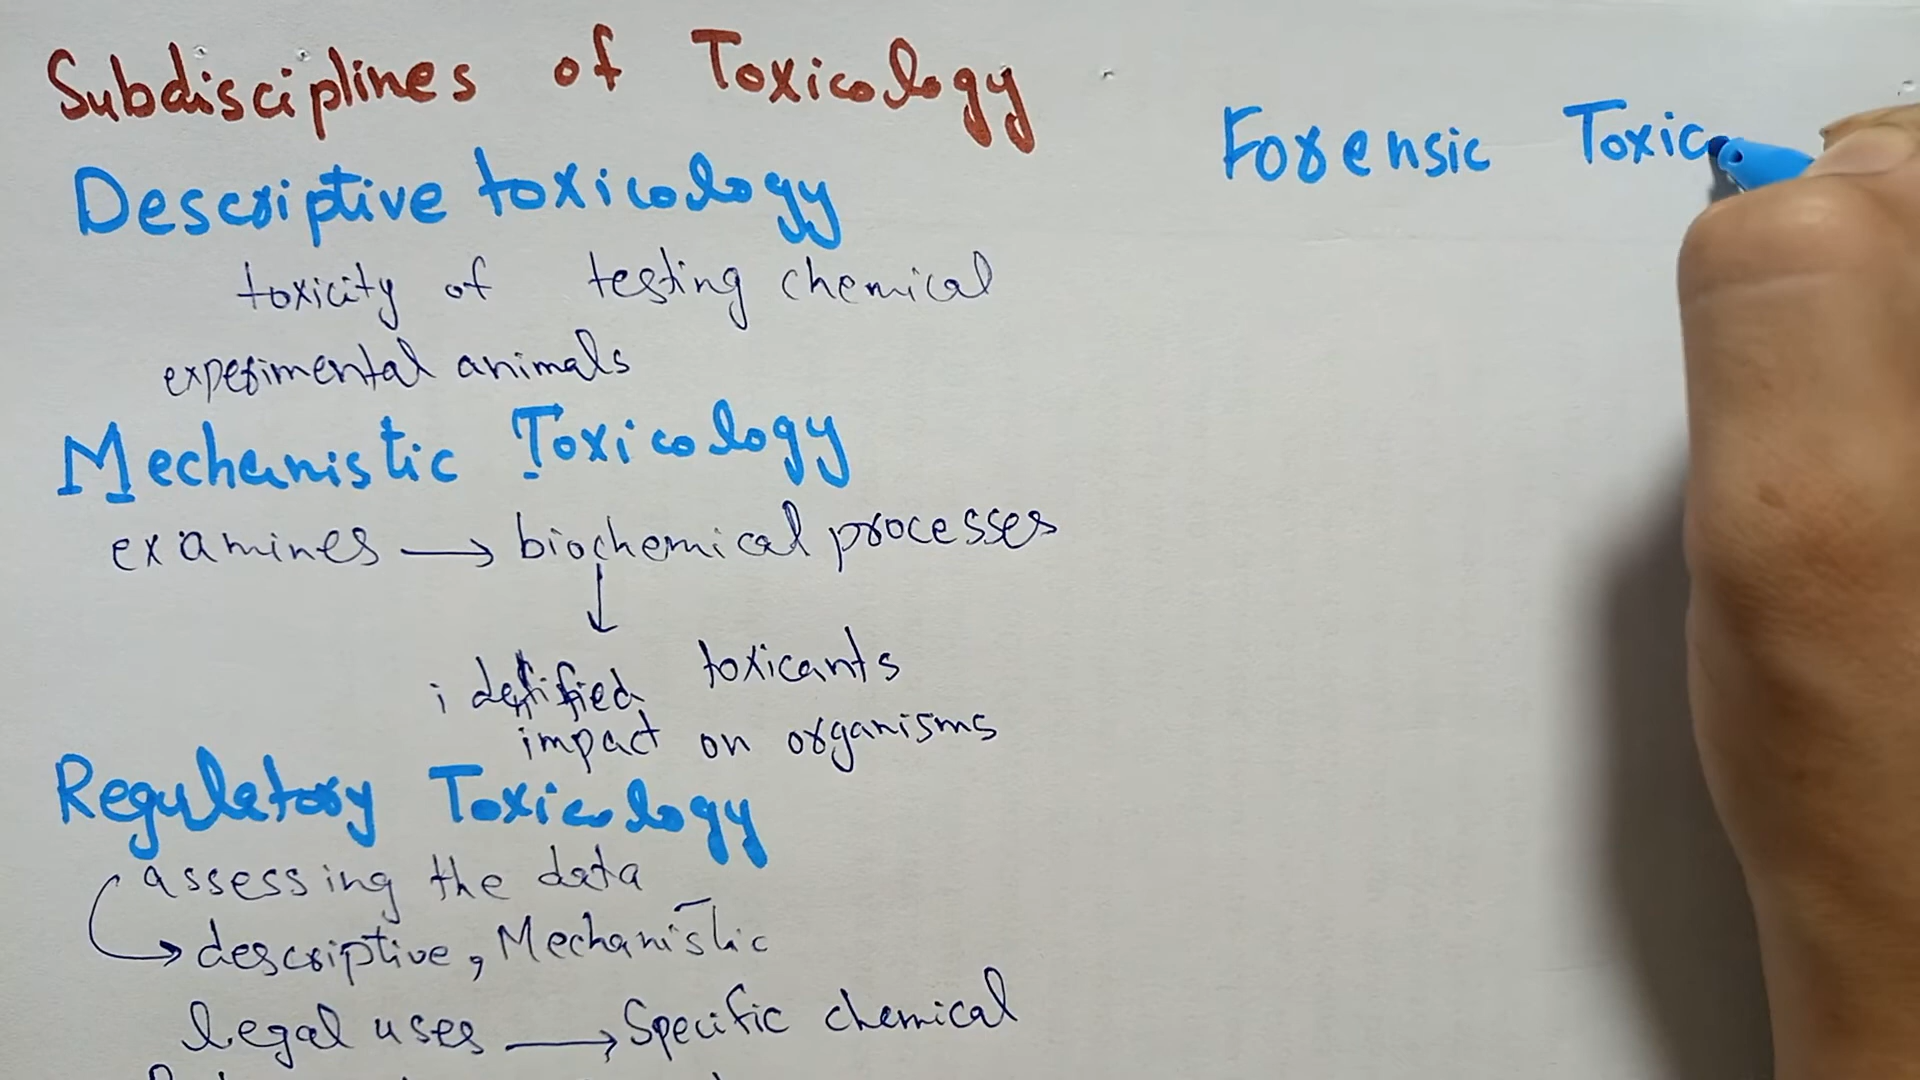 Subdisciplines of Toxicology
Descriptive toxicology
toxicity of testing chemical
experimental animals
Mechanistic Toxicology
examines → biochemical processes
↓
identified toxicants
impact on organisms
Regulatory Toxicology
assessing the data
→ descriptive, Mechanistic
legal uses → Specific chemical
Forensic Toxico